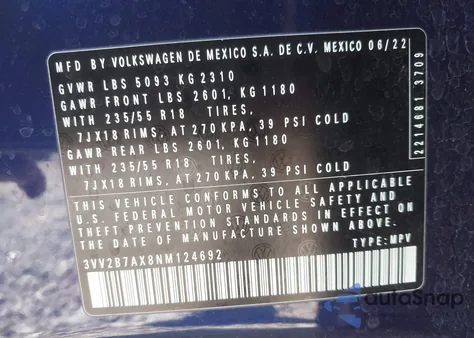 MFD BY VOLKSWAGEN DE MEXICO S.A. DE C.V. MEXICO 06/22
GVWR LBS 5093 KG 2310
GAWR FRONT LBS 2601, KG 1180
WITH 235/55 R18 TIRES,
7JX18 RIMS, AT 270 KPA, 39 PSI COLD
GAWR REAR LBS 2601, KG 1180
WITH 235/55 R18 TIRES,
7JX18 RIMS, AT 270 KPA, 39 PSI COLD
THIS VEHICLE CONFORMS TO ALL APPLICABLE
U.S. FEDERAL MOTOR VEHICLE SAFETY AND
THEFT PREVENTION STANDARDS IN EFFECT ON
THE DATE OF MANUFACTURE SHOWN ABOVE.
3VV2B7AX8NM124692 TYPE: MPV
2214681 3709
autoSnap